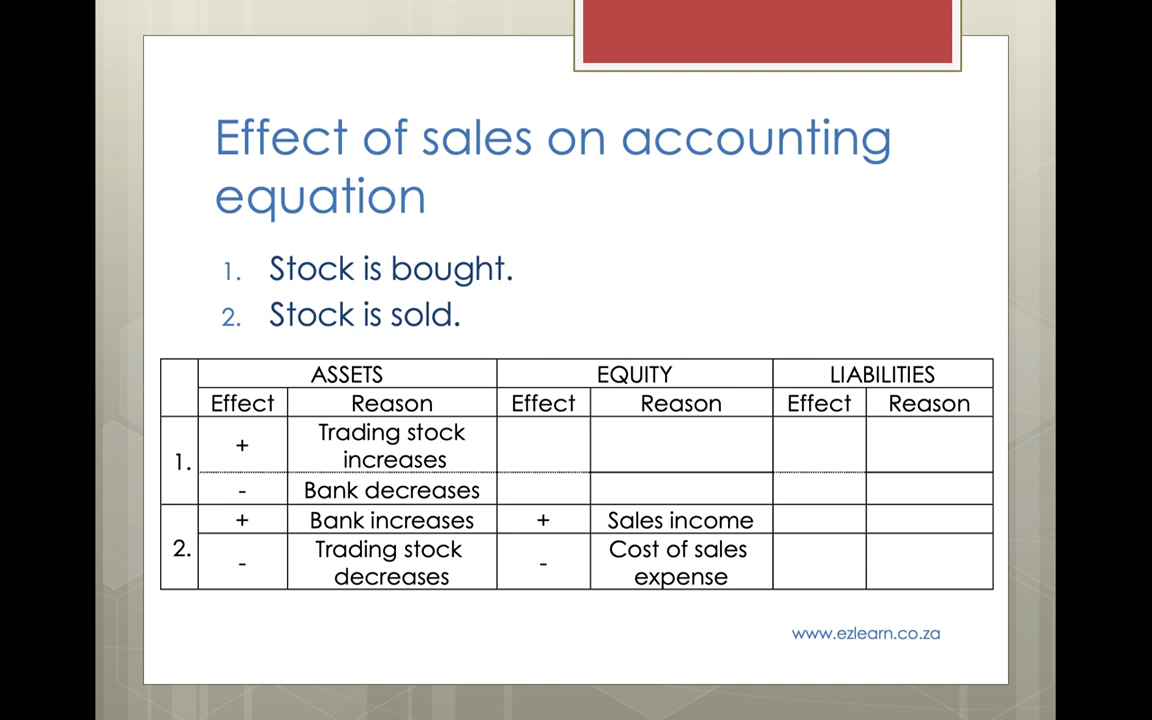 Effect of sales on accounting
equation
1. Stock is bought.
2. Stock is sold.
ASSETS EQUITY LIABILITIES
Effect Reason Effect Reason Effect Reason
1.
+ Trading stock
increases
- Bank decreases
2.
+ Bank increases + Sales income
- Trading stock
decreases - Cost of sales
expense
www.ezlearn.co.za